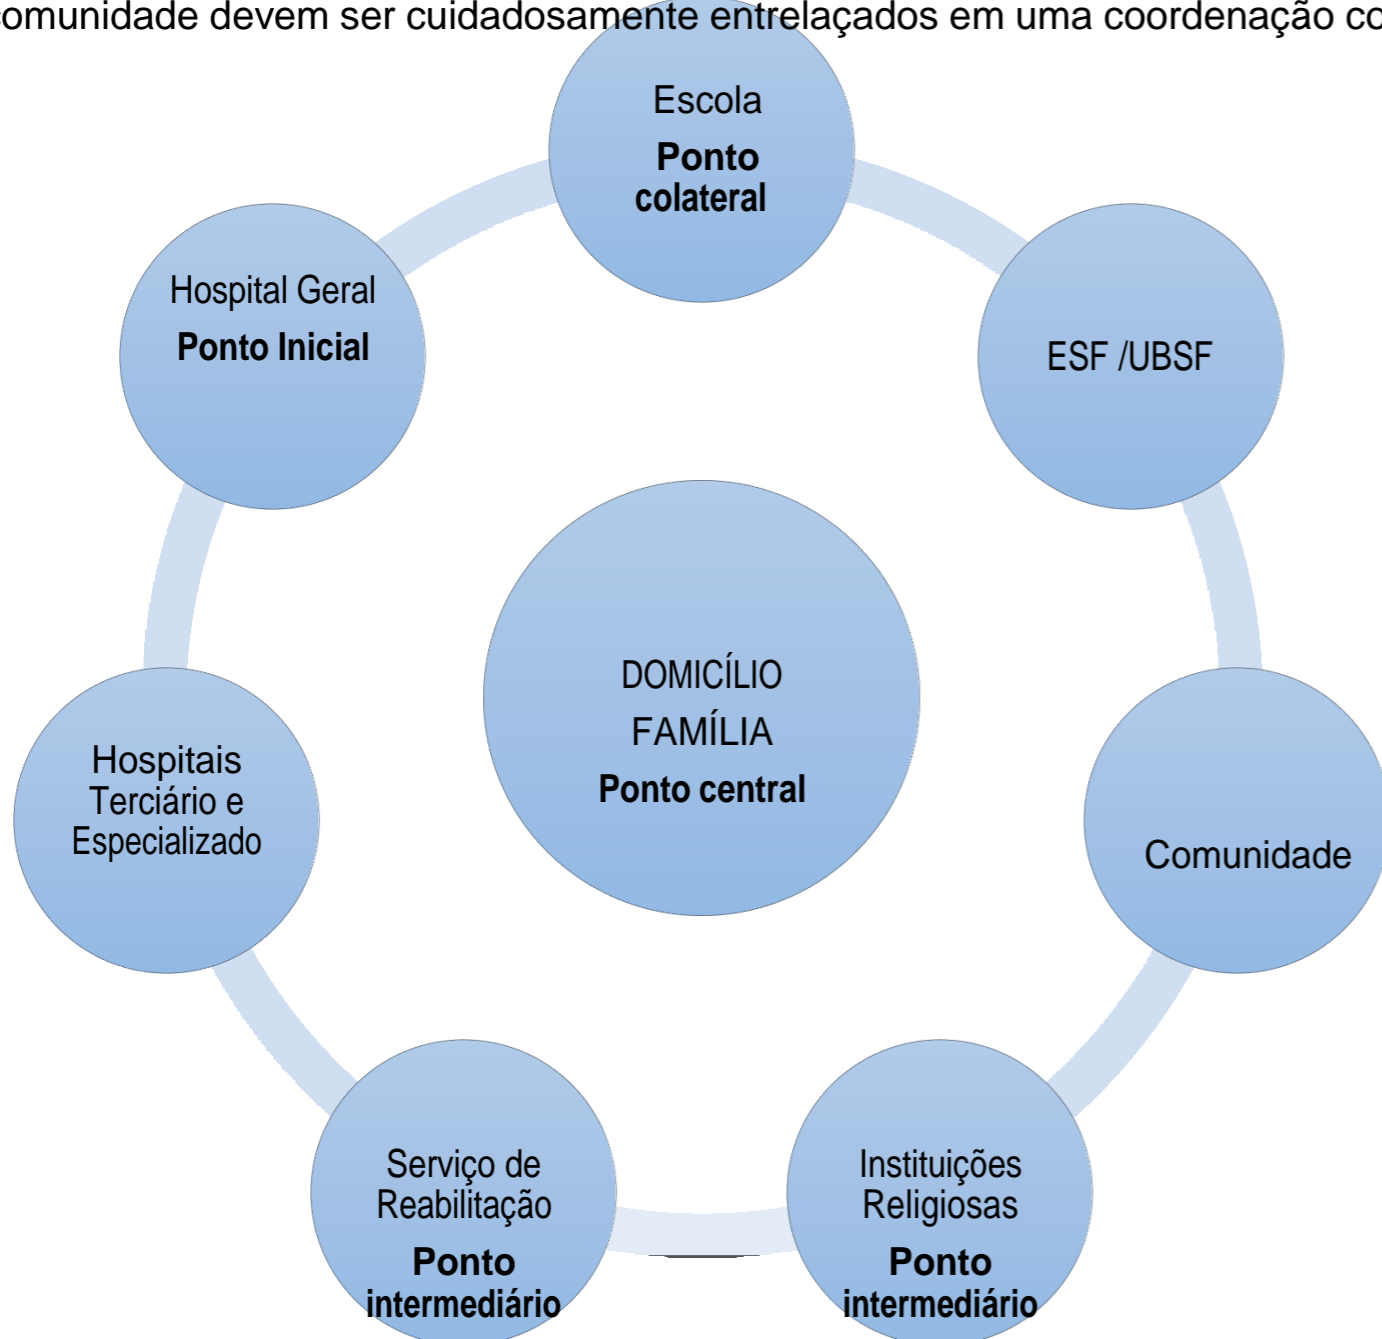 comunidade devem ser cuidadosamente entrelaçados em uma coordenação co
Escola
Ponto
colateral
Hospital Geral
Ponto Inicial
ESF /UBSF
DOMICÍLIO
FAMÍLIA
Ponto central
Hospitais
Terciário e
Especializado
Comunidade
Serviço de
Reabilitação
Ponto
intermediário
Instituições
Religiosas
Ponto
intermediário